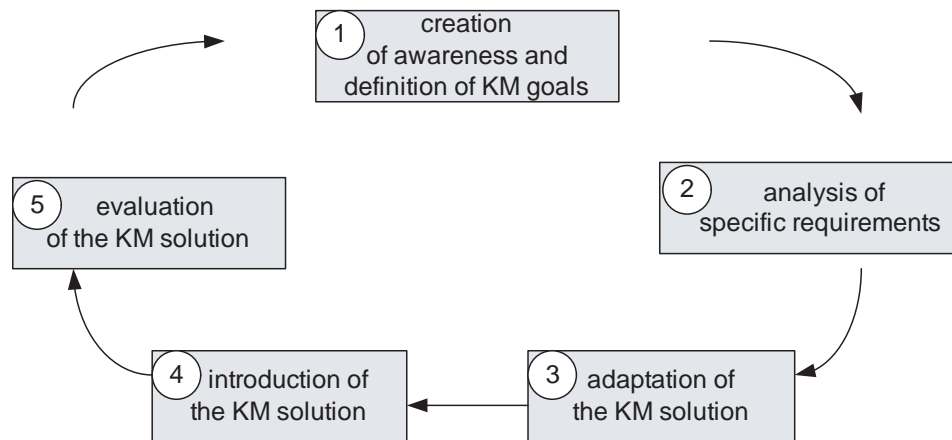 1
creation
of awareness and
definition of KM goals
2
analysis of
specific requirements
3
adaptation of
the KM solution
4
introduction of
the KM solution
5
evaluation
of the KM solution